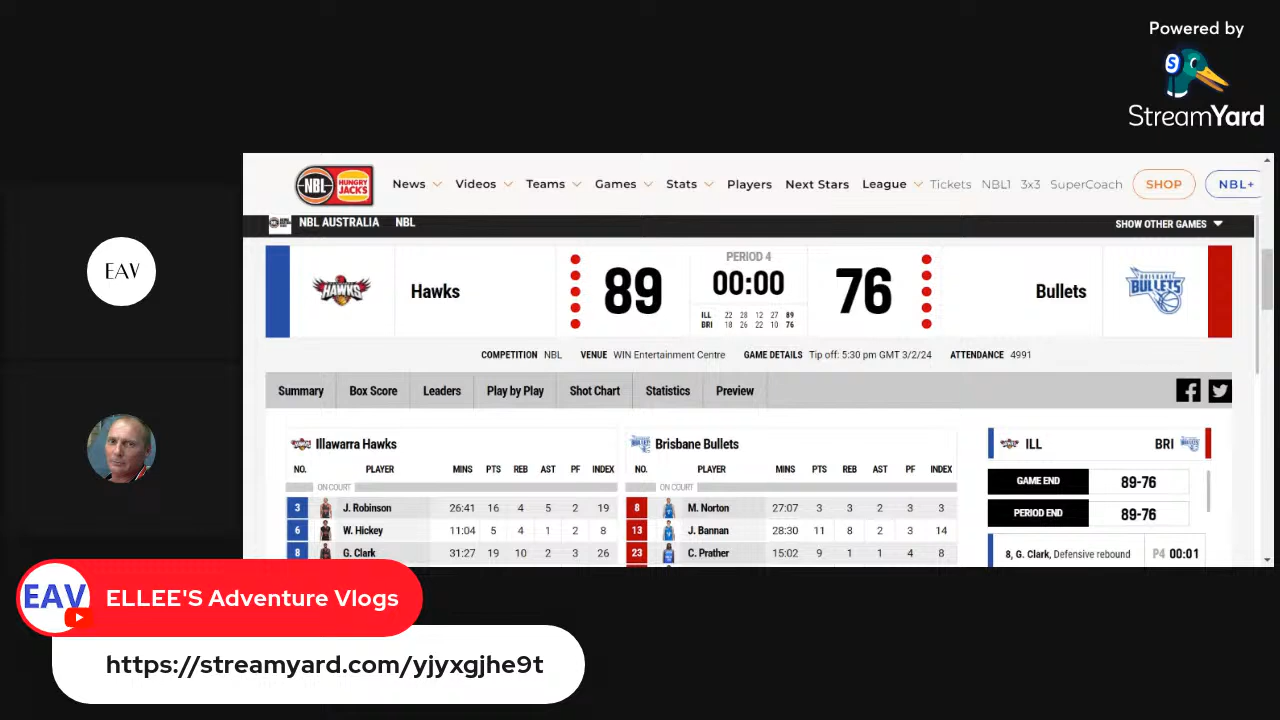 Powered by
StreamYard
NBL HUNGRY JACK'S News Videos Teams Games Stats Players Next Stars League Tickets NBL1 3x3 SuperCoach SHOP NBL+
NBL AUSTRALIA NBL SHOW OTHER GAMES
HAWKS Hawks 89 PERIOD 4 00:00 76 Bullets BRISBANE BULLETS
ILL 22 28 12 27 89
BRI 18 26 22 10 76
COMPETITION NBL VENUE WIN Entertainment Centre GAME DETAILS Tip off: 5:30 pm GMT 3/2/24 ATTENDANCE 4991
Summary Box Score Leaders Play by Play Shot Chart Statistics Preview
Illawarra Hawks
NO. PLAYER MINS PTS REB AST PF INDEX
ON COURT
3 J. Robinson 26:41 16 4 5 2 19
6 W. Hickey 11:04 5 4 1 2 8
8 G. Clark 31:27 19 10 2 3 26
Brisbane Bullets
NO. PLAYER MINS PTS REB AST PF INDEX
ON COURT
8 M. Norton 27:07 3 3 2 3 3
13 J. Bannan 28:30 11 8 2 3 14
23 C. Prather 15:02 9 1 1 4 8
ILL BRI
GAME END 89-76
PERIOD END 89-76
8, G. Clark, Defensive rebound P4 00:01
EAV
EAV ELLEE'S Adventure Vlogs
https://streamyard.com/yjyxgjhe9t